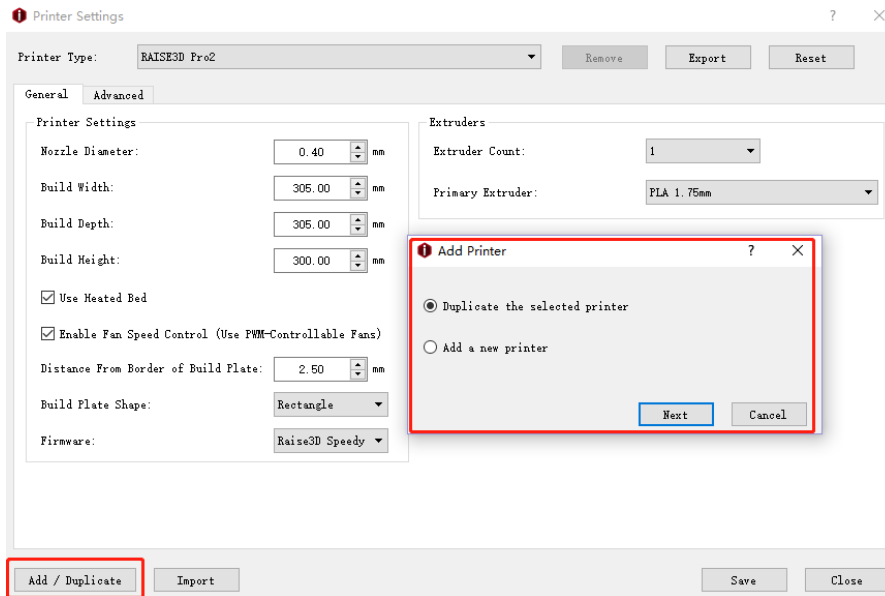 Printer Settings
?
Printer Type: RAISE3D Pro2 Remove Export Reset
General Advanced
Printer Settings
Nozzle Diameter: 0.40 mm
Build Width: 305.00 mm
Build Depth: 305.00 mm
Build Height: 300.00 mm
Use Heated Bed
Enable Fan Speed Control (Use PWM-Controllable Fans)
Distance From Border of Build Plate: 2.50 mm
Build Plate Shape: Rectangle
Firmware: Raise3D Speedy
Extruders
Extruder Count: 1
Primary Extruder: PLA 1.75mm
Add Printer ?
Duplicate the selected printer
Add a new printer
Next Cancel
Add / Duplicate Import Save Close